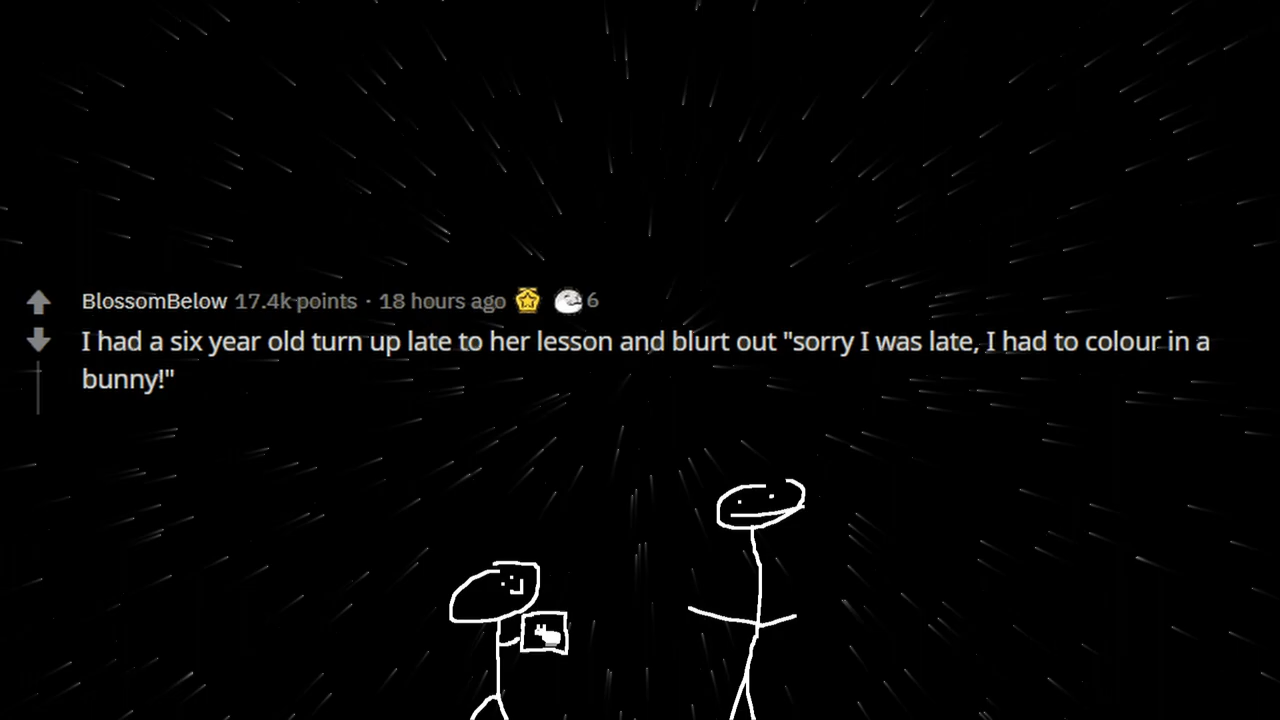 BlossomBelow 17.4k points · 18 hours ago 6
I had a six year old turn up late to her lesson and blurt out "sorry I was late, I had to colour in a
bunny!"